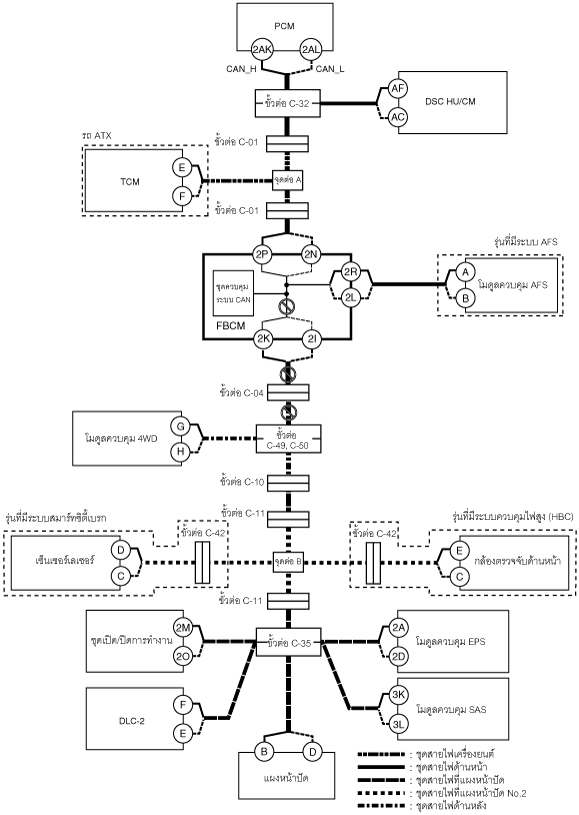 PCM
2AK
2AL
CAN_H
CAN_L
ขั้วต่อ C-32
AF
AC
DSC HU/CM
ขั้วต่อ C-01
รถ ATX
TCM
E
F
จุดต่อ A
ขั้วต่อ C-01
2P
2N
รุ่นที่มีระบบ AFS
ชุดควบคุม
ระบบ CAN
2R
2L
A
B
โมดูลควบคุม AFS
FBCM
2K
2I
ขั้วต่อ C-04
โมดูลควบคุม 4WD
G
H
ขั้วต่อ
C-49, C-50
ขั้วต่อ C-10
ขั้วต่อ C-11
รุ่นที่มีระบบสมาร์ทซิตี้เบรก
รุ่นที่มีระบบควบคุมไฟสูง (HBC)
ขั้วต่อ C-42
ขั้วต่อ C-42
เซ็นเซอร์เลเซอร์
D
C
จุดต่อ B
E
C
กล้องตรวจจับด้านหน้า
ขั้วต่อ C-11
ชุดเปิด/ปิดการทำงาน
2M
2O
ขั้วต่อ C-35
2A
2D
โมดูลควบคุม EPS
DLC-2
F
E
3K
3L
โมดูลควบคุม SAS
B
D
แผงหน้าปัด
: ชุดสายไฟเครื่องยนต์
: ชุดสายไฟด้านหน้า
: ชุดสายไฟที่แผงหน้าปัด
: ชุดสายไฟที่แผงหน้าปัด No.2
: ชุดสายไฟด้านหลัง